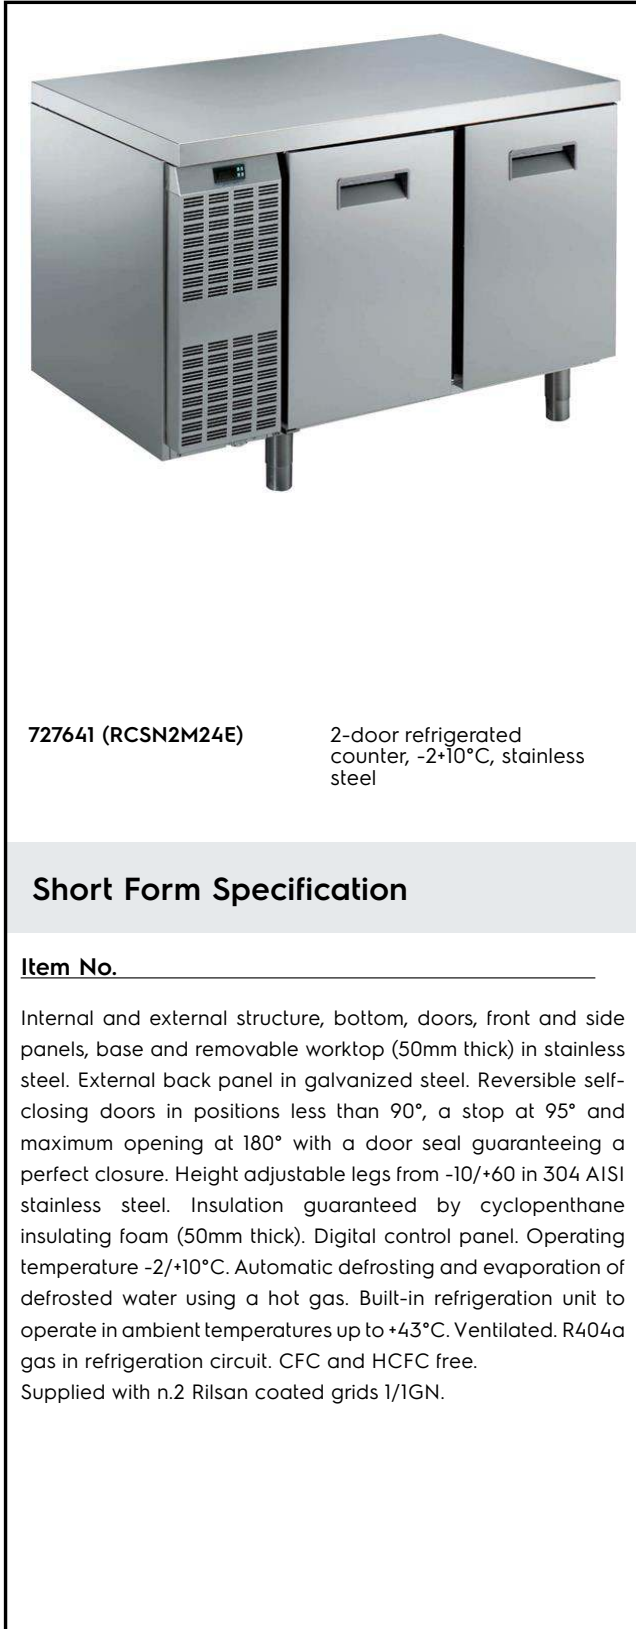 727641 (RCSN2M24E)
2-door refrigerated
counter, -2+10°C, stainless
steel
Short Form Specification
Item No.
Internal and external structure, bottom, doors, front and side
panels, base and removable worktop (50mm thick) in stainless
steel. External back panel in galvanized steel. Reversible self-
closing doors in positions less than 90°, a stop at 95° and
maximum opening at 180° with a door seal guaranteeing a
perfect closure. Height adjustable legs from -10/+60 in 304 AISI
stainless steel. Insulation guaranteed by cyclopenthane
insulating foam (50mm thick). Digital control panel. Operating
temperature -2/+10°C. Automatic defrosting and evaporation of
defrosted water using a hot gas. Built-in refrigeration unit to
operate in ambient temperatures up to +43°C. Ventilated. R404a
gas in refrigeration circuit. CFC and HCFC free.
Supplied with n.2 Rilsan coated grids 1/1GN.